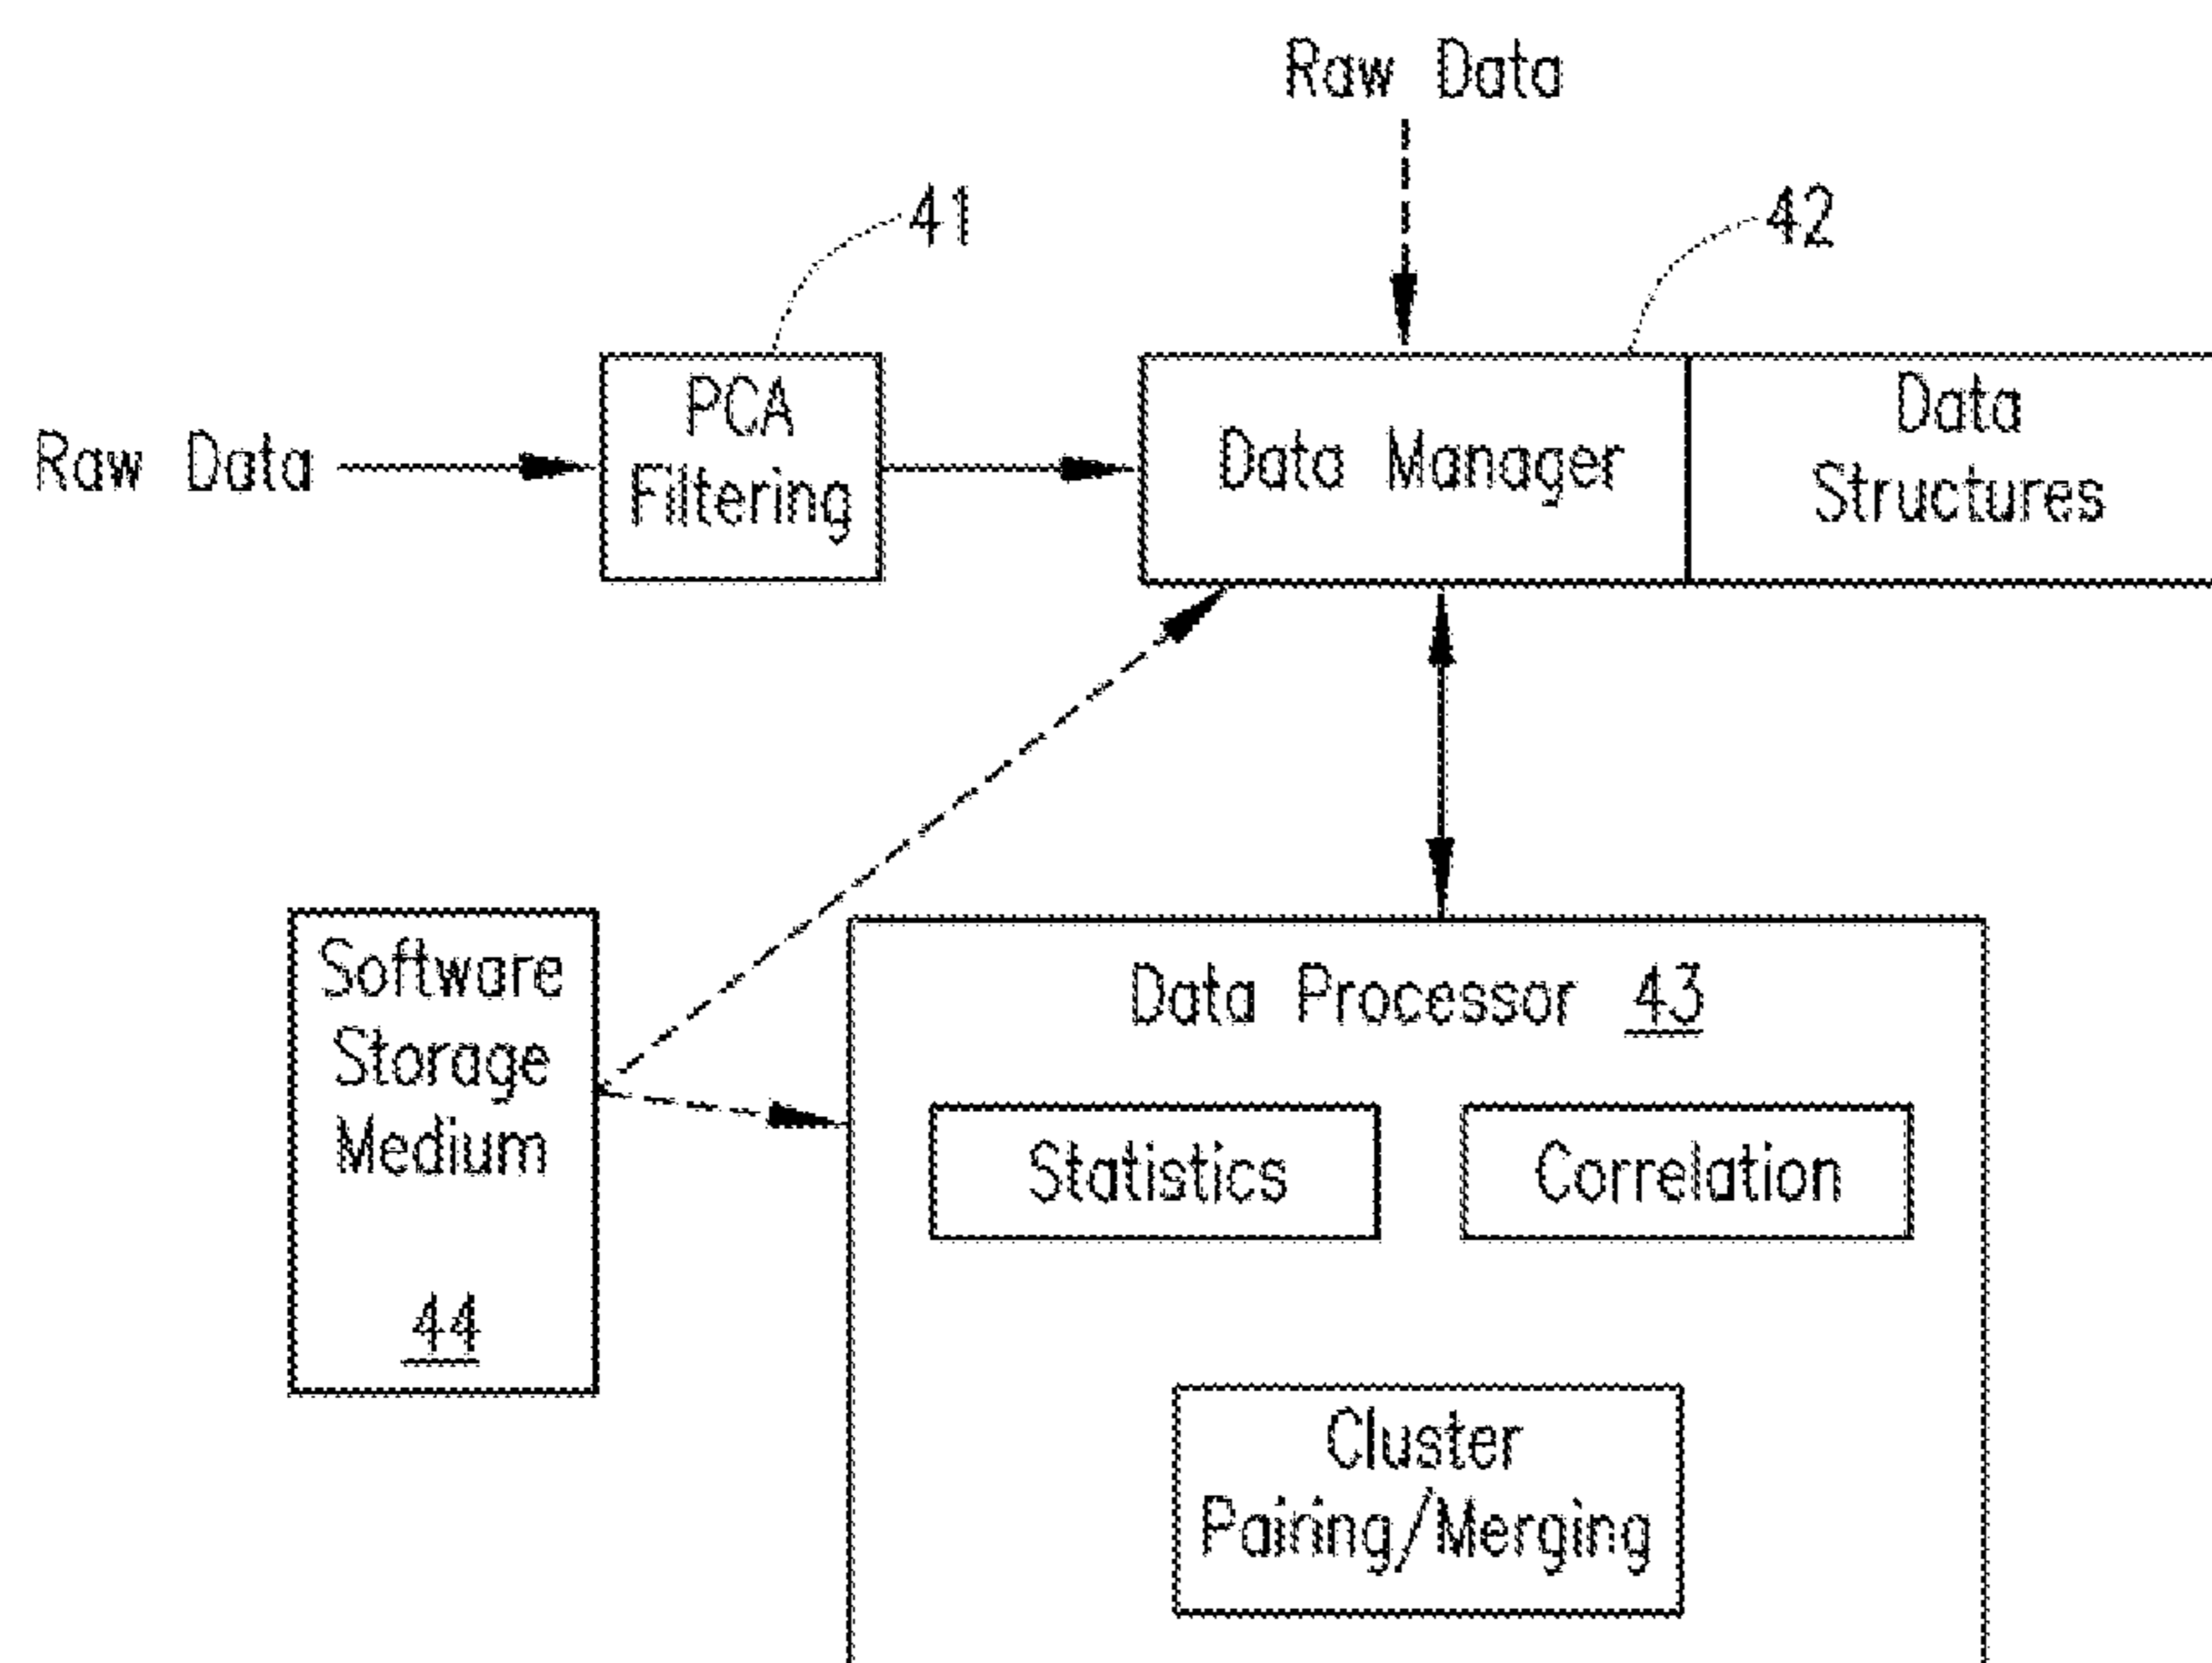 Raw Data
41
42
PCA
Filtering
Raw Data
Data Manager
Data
Structures
Software
Storage
Medium
44
Data Processor 43
Statistics
Correlation
Cluster
Pairing/Merging